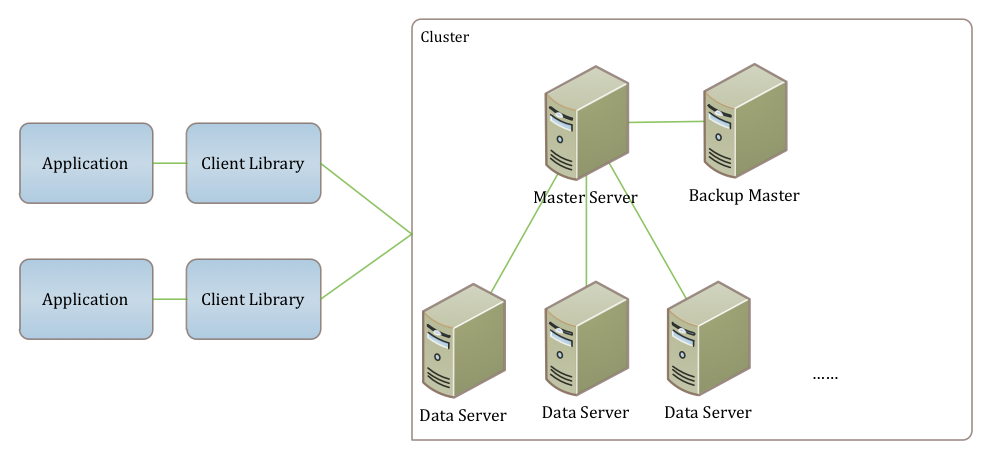 Cluster
Application
Client Library
Master Server
Backup Master
Application
Client Library
Data Server
Data Server
Data Server
......